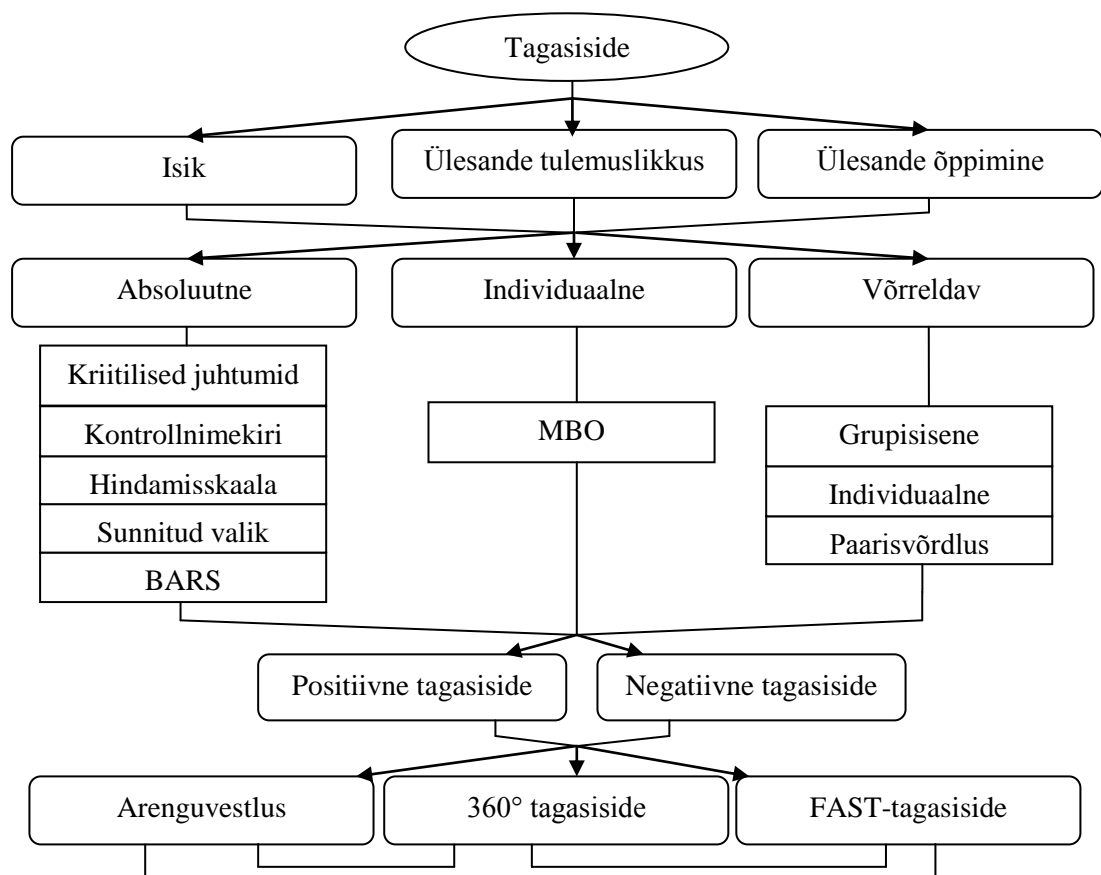 Tagasiside
Isik
Ülesande tulemuslikkus
Ülesande õppimine
Absoluutne
Individuaalne
Võrreldav
Kriitilised juhtumid
Kontrollnimekiri
Hindamisskaala
Sunnitud valik
BARS
MBO
Grupisisene
Individuaalne
Paarisvõrdlus
Positiivne tagasiside
Negatiivne tagasiside
Arenguvestlus
360° tagasiside
FAST-tagasiside